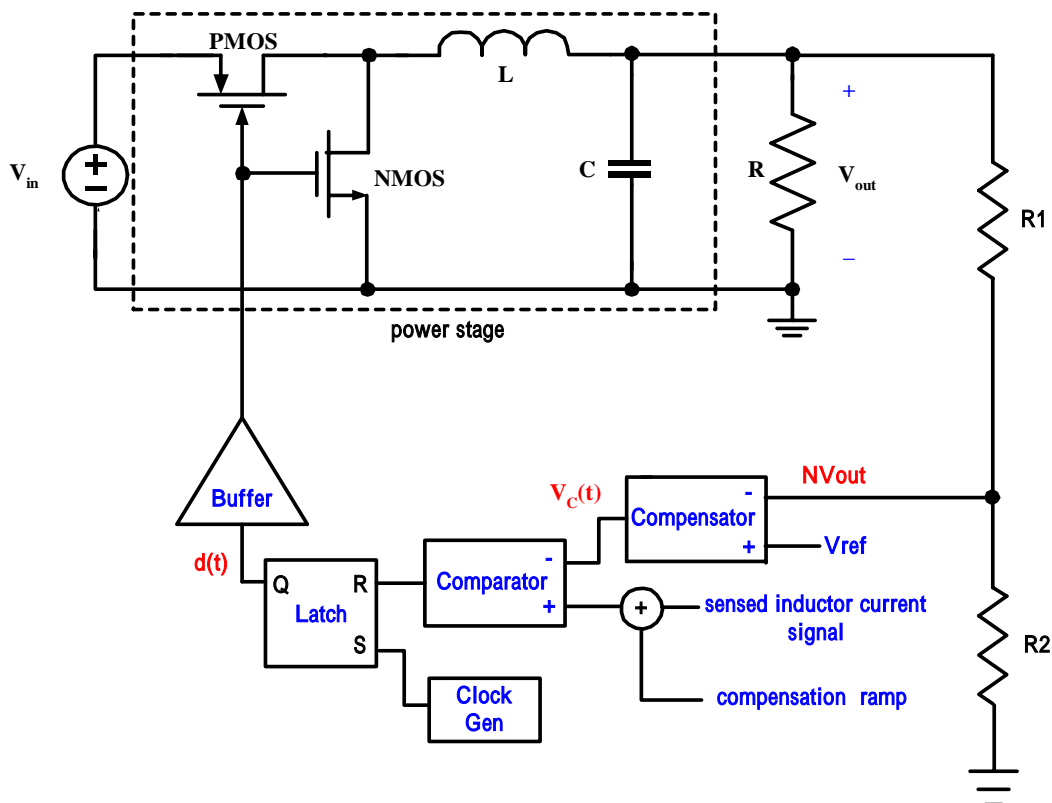 PMOS
L
V_in
+
−
NMOS
C
R
+
V_out
−
R1
power stage
Buffer
V_C(t)
NVout
-
Compensator
+
Vref
d(t)
Q
R
Latch
S
Comparator
-
+
+
sensed inductor current
signal
R2
Clock
Gen
compensation ramp